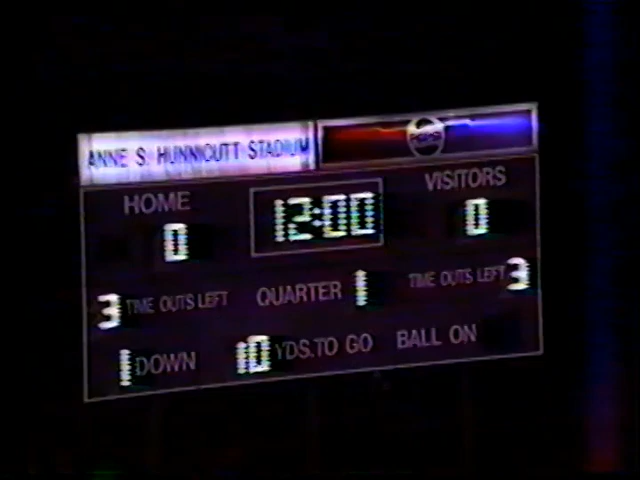 ANNE S. HUNNICUTT STADIUM
PEPSI
HOME 12:00 VISITORS
0 0
3 TIME OUTS LEFT QUARTER 1 TIME OUTS LEFT 3
1 DOWN 10 YDS. TO GO BALL ON